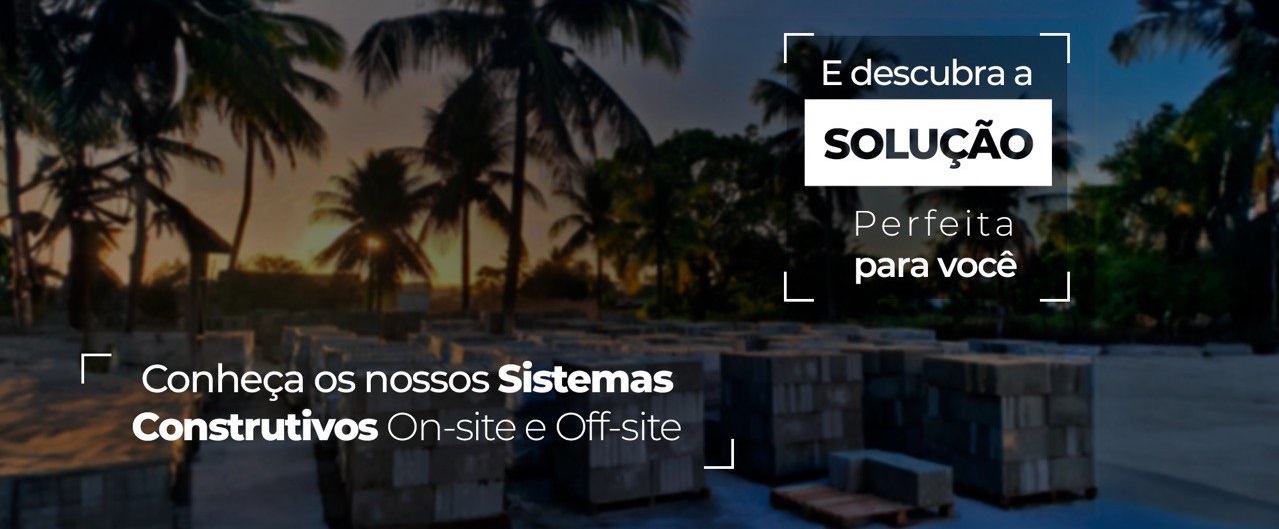 Conheça os nossos Sistemas
Construtivos On-site e Off-site
E descubra a
SOLUÇÃO
Perfeita
para você